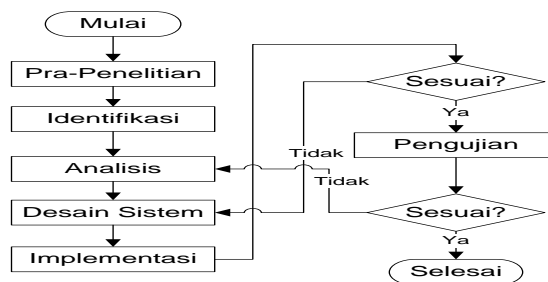 Mulai
Pra-Penelitian
Identifikasi
Analisis
Desain Sistem
Implementasi
Sesuai?
Ya
Tidak
Pengujian
Tidak
Sesuai?
Ya
Selesai